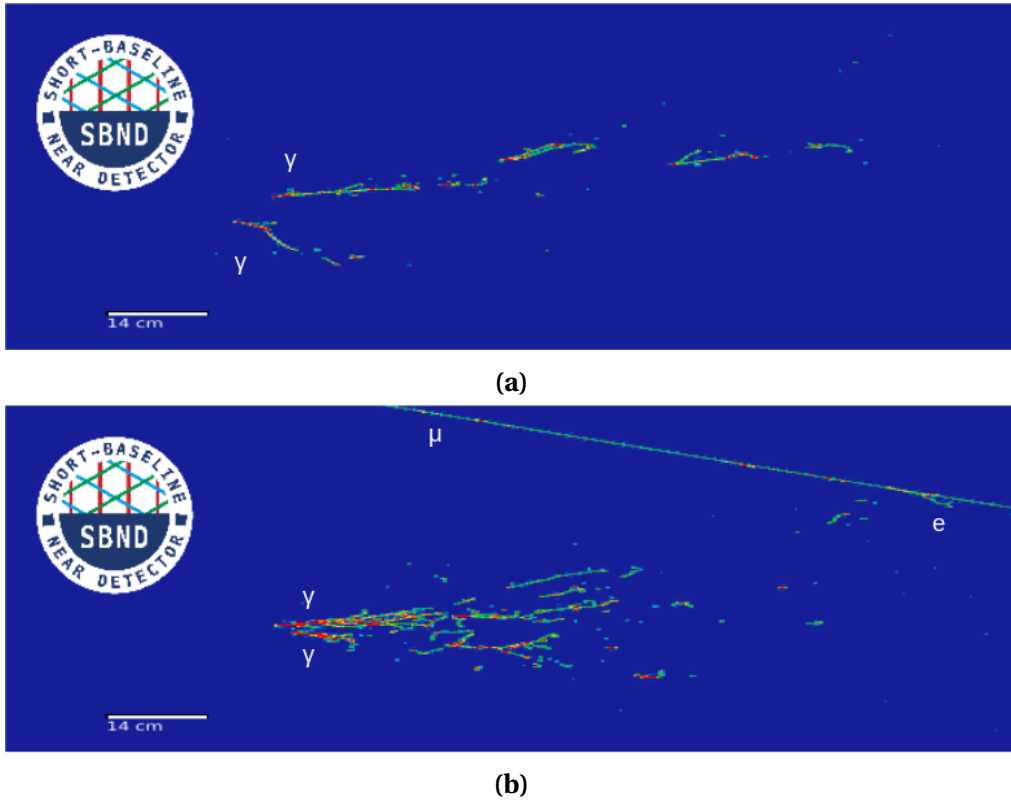 SHORT-BASELINE
SBND
NEAR DETECTOR
γ
γ
14 cm
(a)
SHORT-BASELINE
SBND
NEAR DETECTOR
μ
e
γ
γ
14 cm
(b)